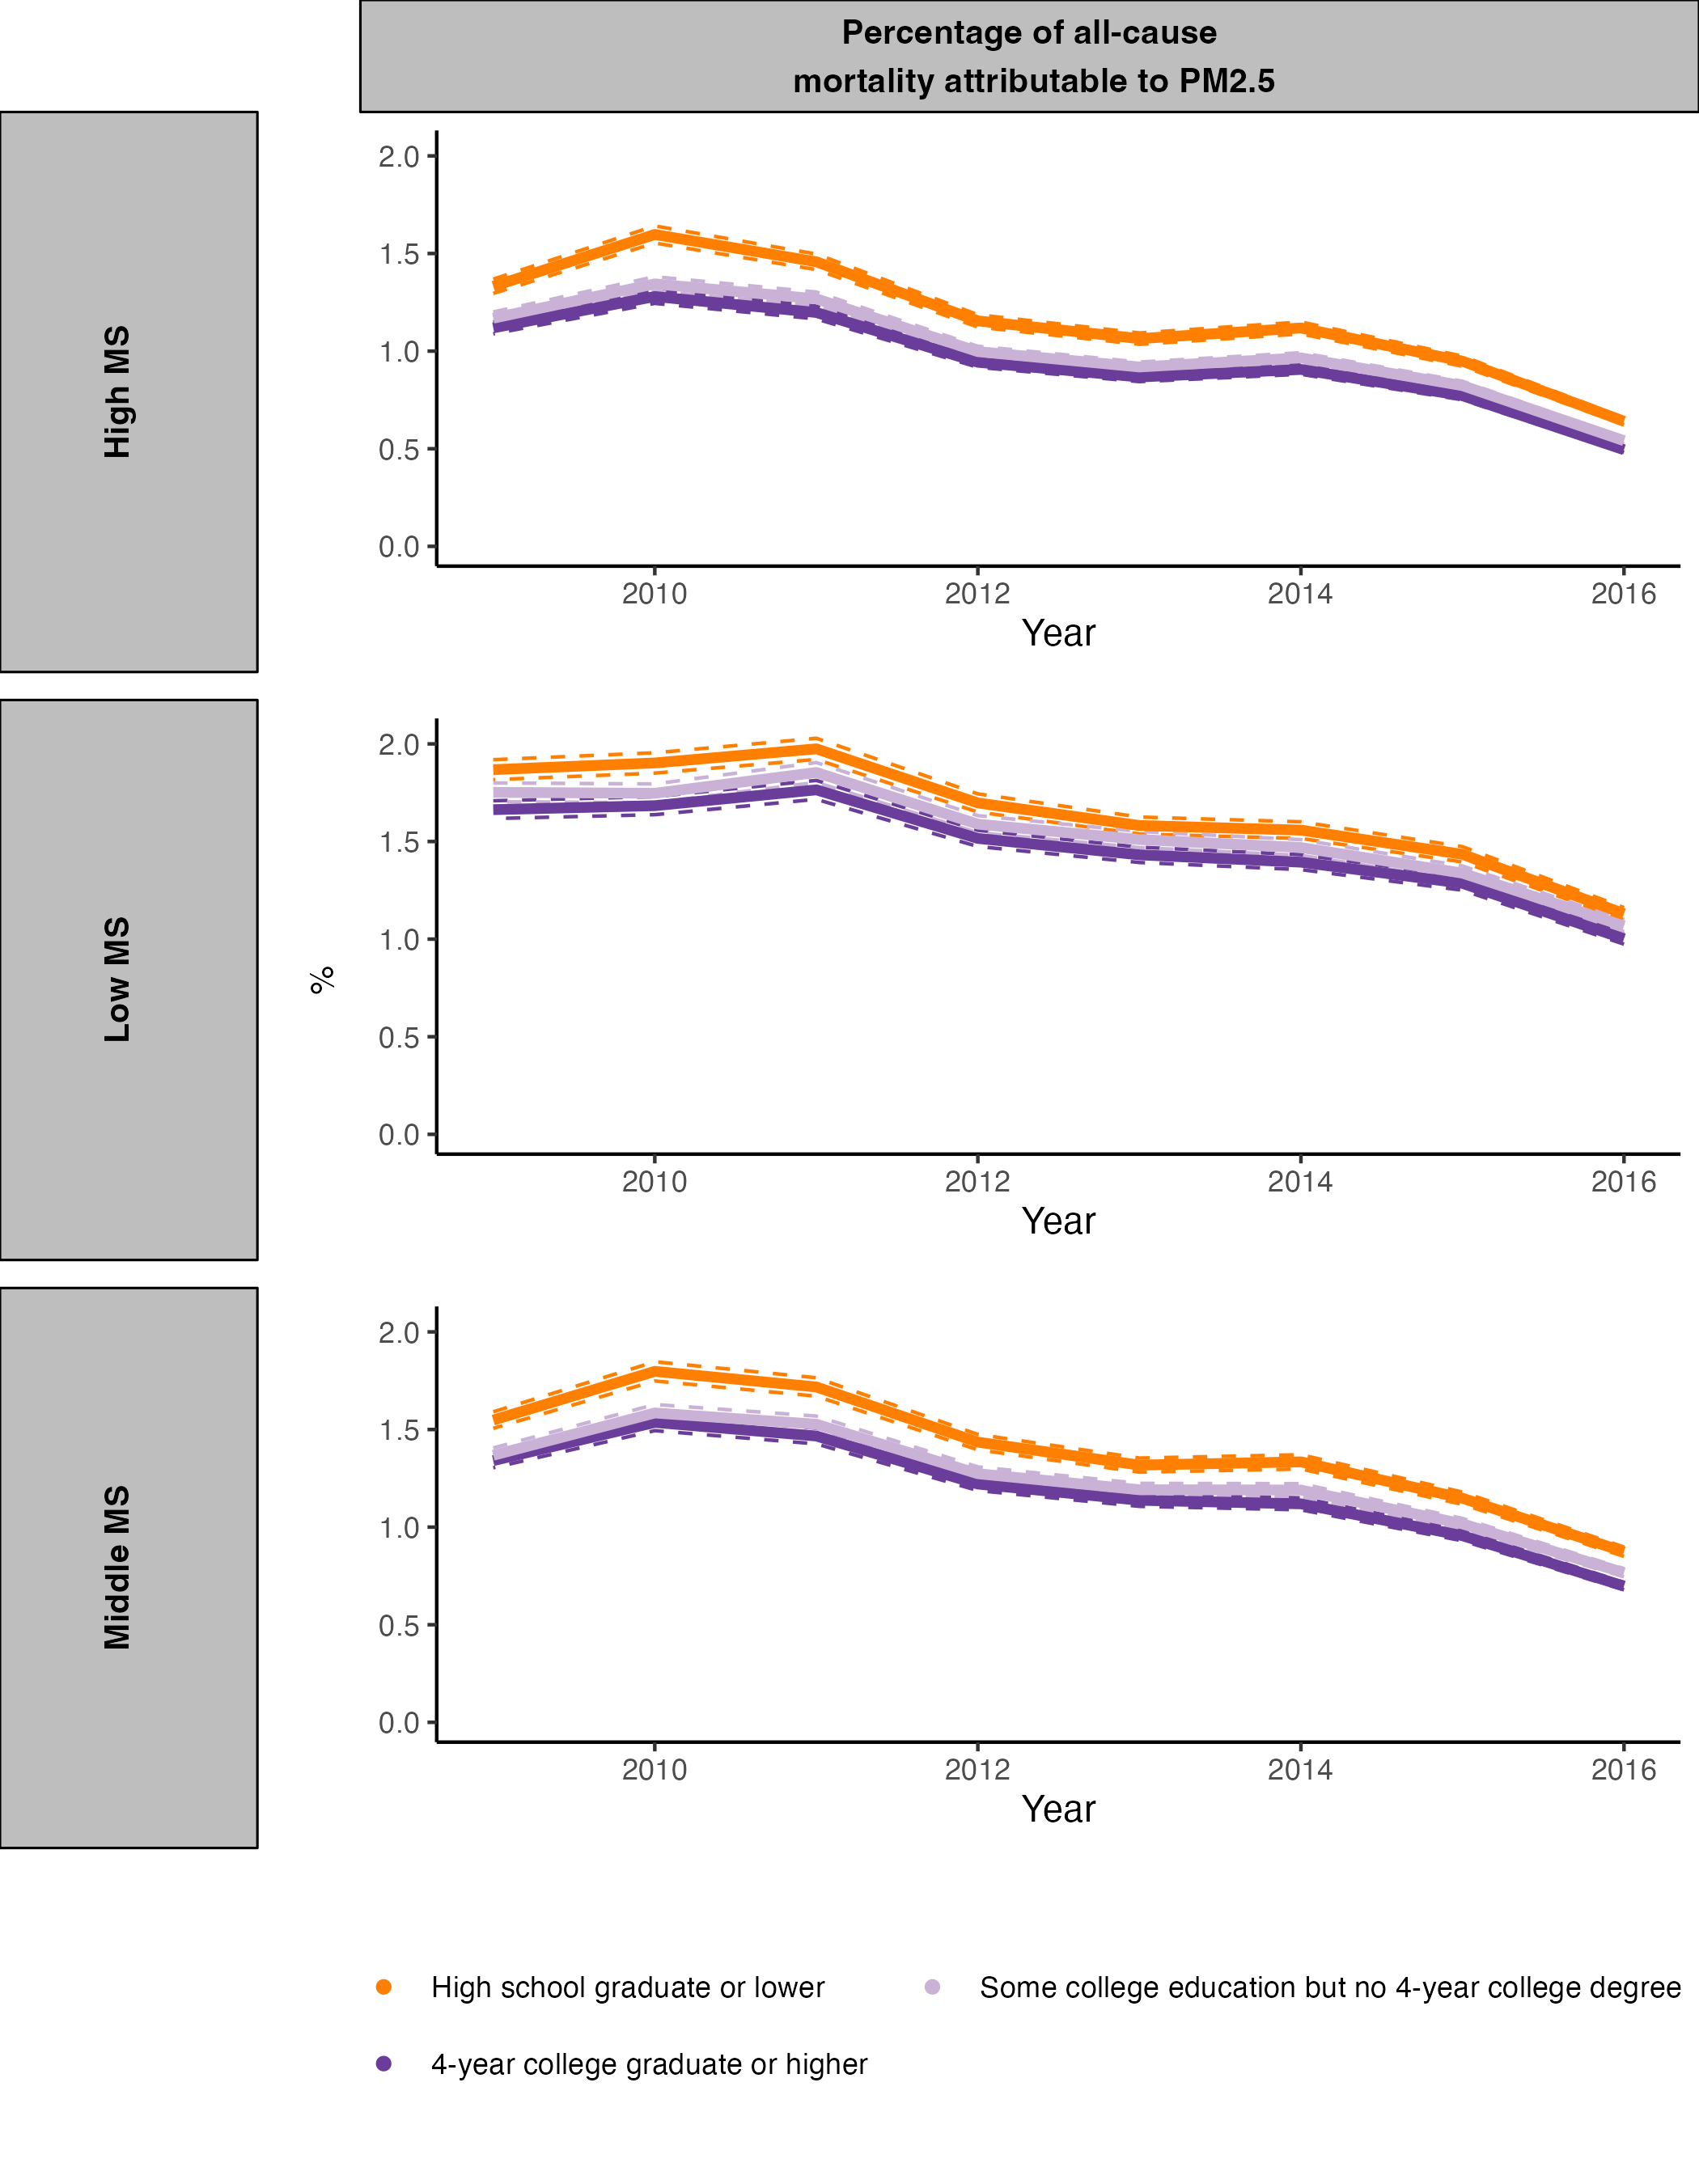 Percentage of all-cause
mortality attributable to PM2.5
High MS
2.0
1.5
1.0
0.5
0.0
2010 2012 2014 2016
Year
Low MS
%
2.0
1.5
1.0
0.5
0.0
2010 2012 2014 2016
Year
Middle MS
2.0
1.5
1.0
0.5
0.0
2010 2012 2014 2016
Year
High school graduate or lower
Some college education but no 4-year college degree
4-year college graduate or higher